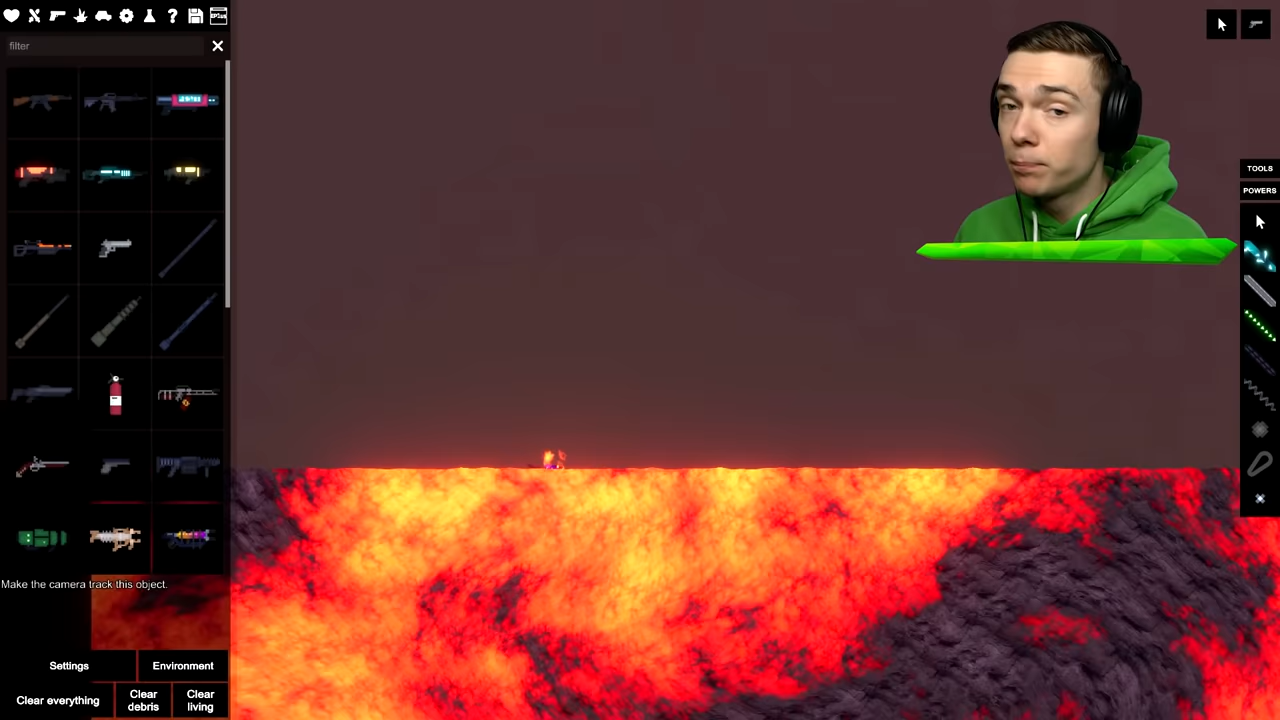 filter
TOOLS
POWERS
Make the camera track this object.
Settings
Environment
Clear everything
Clear debris
Clear living